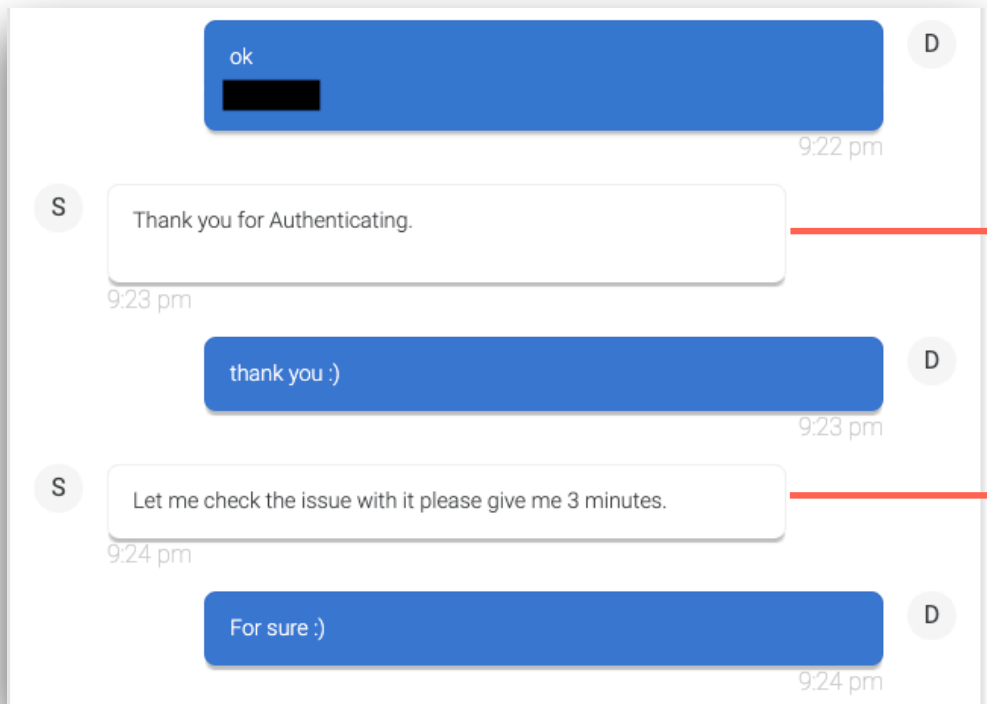 ok
D
9:22 pm
S
Thank you for Authenticating.
9:23 pm
thank you :)
D
9:23 pm
S
Let me check the issue with it please give me 3 minutes.
9:24 pm
For sure :)
D
9:24 pm